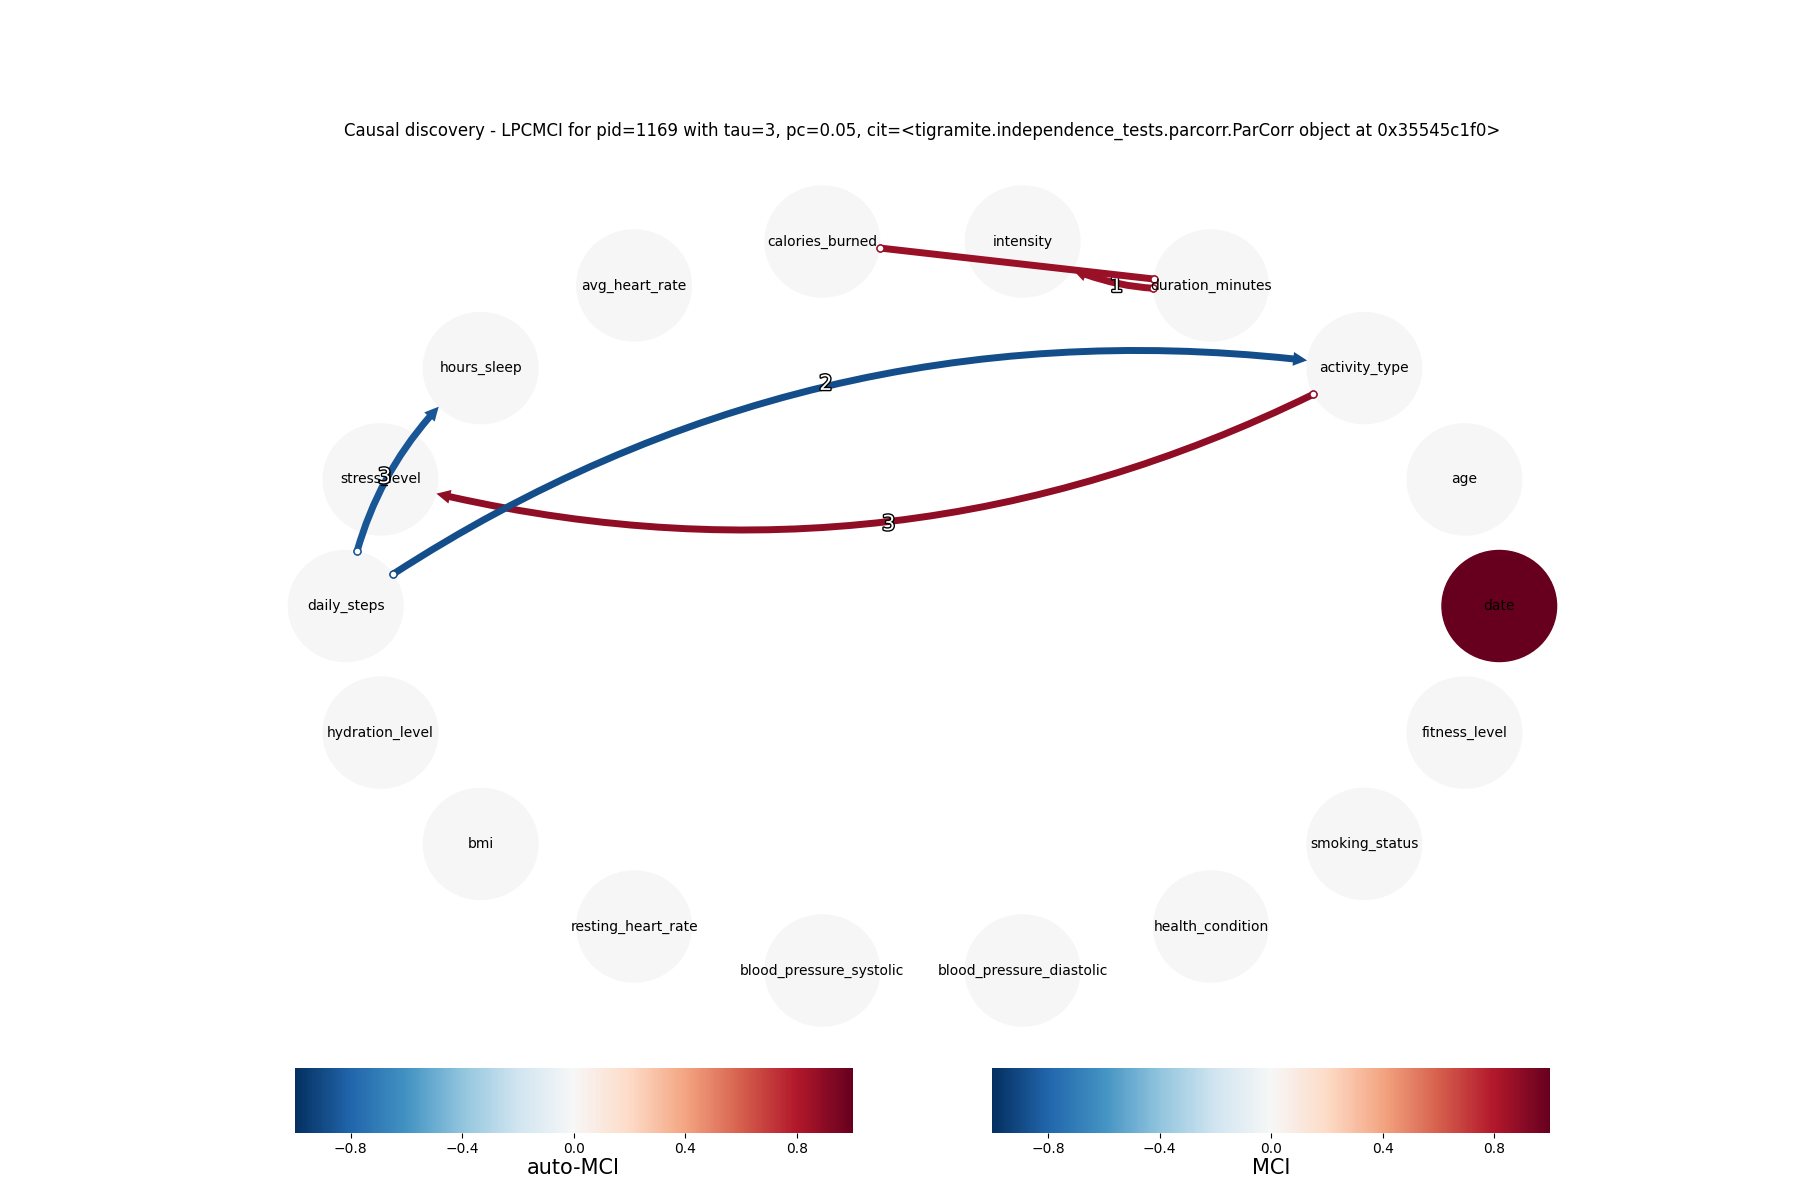 Causal discovery - LPCMCI for pid=1169 with tau=3, pc=0.05, cit=<tigramite.independence_tests.parcorr.ParCorr object at 0x35545c1f0>
calories_burned
intensity
avg_heart_rate
duration_minutes
1
hours_sleep
activity_type
2
stress_level
3
age
3
daily_steps
date
hydration_level
fitness_level
bmi
smoking_status
resting_heart_rate
health_condition
blood_pressure_systolic
blood_pressure_diastolic
−0.8 −0.4 0.0 0.4 0.8
auto-MCI
−0.8 −0.4 0.0 0.4 0.8
MCI